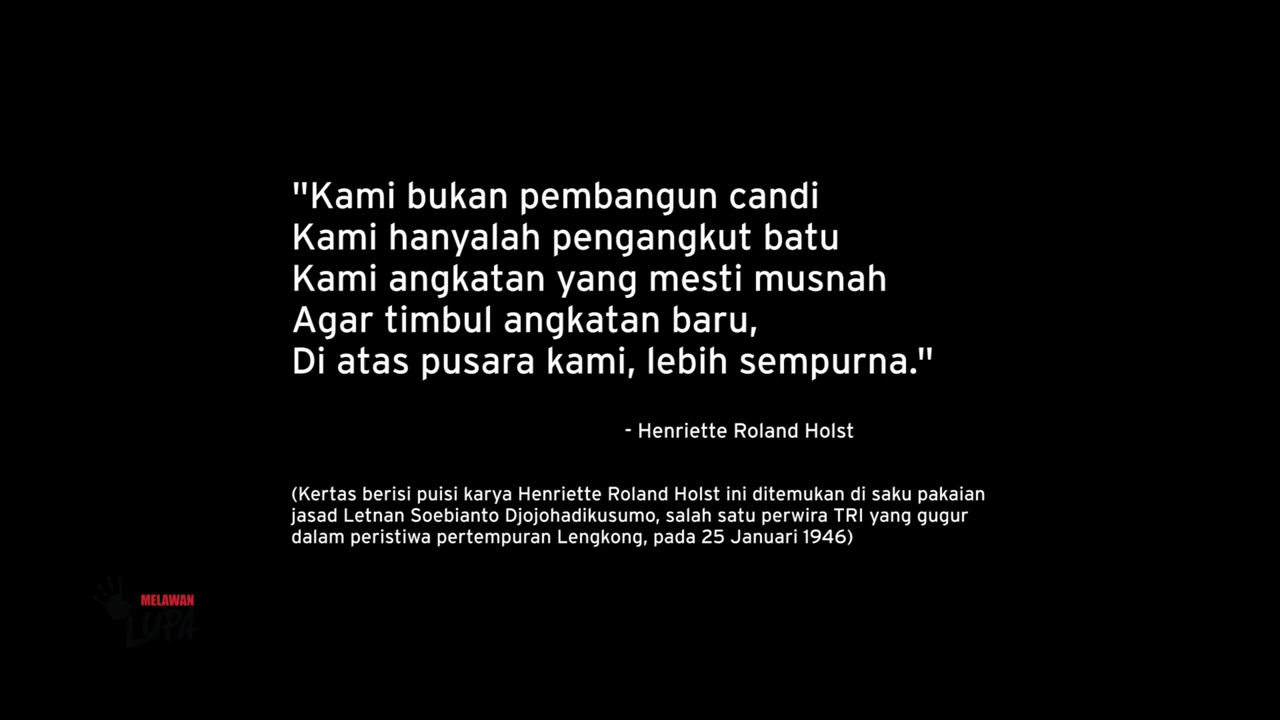 "Kami bukan pembangun candi
Kami hanyalah pengangkut batu
Kami angkatan yang mesti musnah
Agar timbul angkatan baru,
Di atas pusara kami, lebih sempurna."
- Henriette Roland Holst
(Kertas berisi puisi karya Henriette Roland Holst ini ditemukan di saku pakaian
jasad Letnan Soebianto Djojohadikusumo, salah satu perwira TRI yang gugur
dalam peristiwa pertempuran Lengkong, pada 25 Januari 1946)
MELAWAN
LUPA